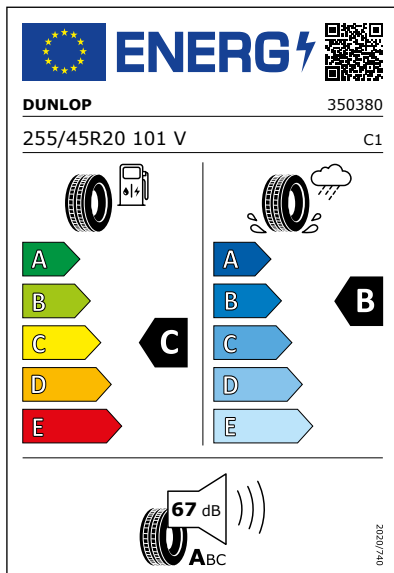 ENERG
DUNLOP 350380
255/45R20 101 V C1
A A
B B B
C C C
D D
E E
67 dB
ABC
2020/740